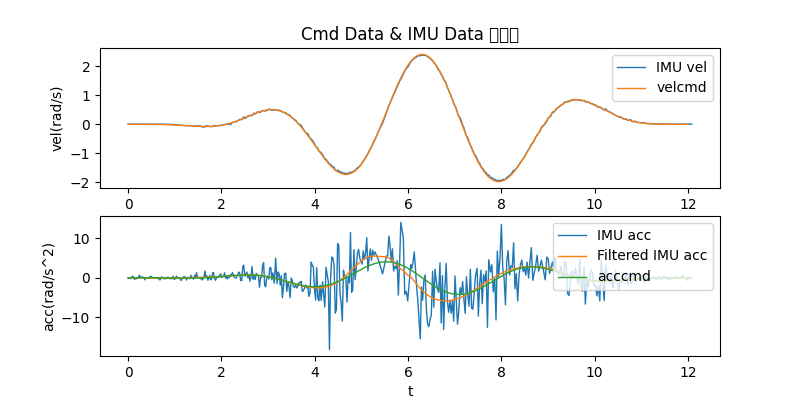 Cmd Data & IMU Data
vel(rad/s)
2
1
0
−1
−2
IMU vel
velcmd
0
2
4
6
8
10
12
acc(rad/s^2)
10
0
−10
IMU acc
Filtered IMU acc
acccmd
0
2
4
6
8
10
12
t